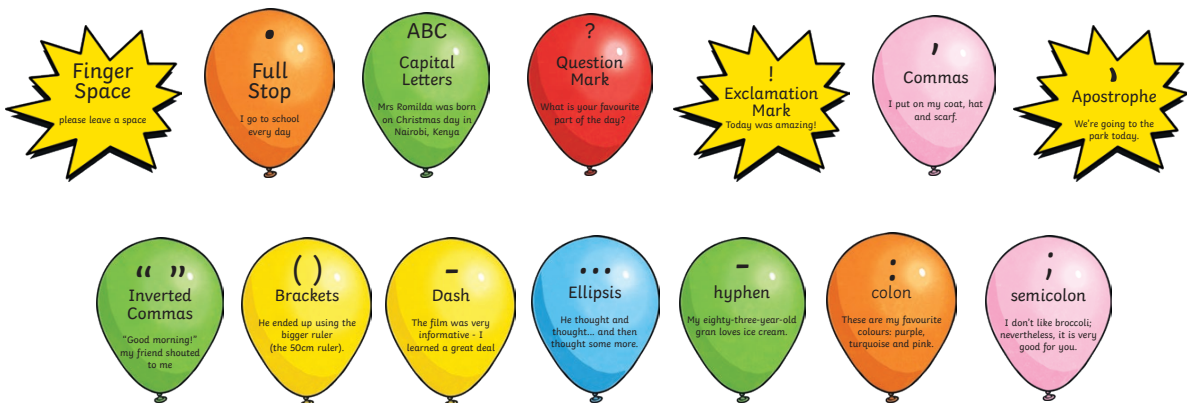 Finger
Space
please leave a space
.
Full
Stop
I go to school
every day
ABC
Capital
Letters
Mrs Romilda was born
on Christmas day in
Nairobi, Kenya
?
Question
Mark
What is your favourite
part of the day?
!
Exclamation
Mark
Today was amazing!
,
Commas
I put on my coat, hat
and scarf.
’
Apostrophe
We're going to the
park today.
“ ”
Inverted
Commas
"Good morning!"
my friend shouted
to me
( )
Brackets
He ended up using the
bigger ruler
(the 50cm ruler).
-
Dash
The film was very
informative - I
learned a great deal
...
Ellipsis
He thought and
thought... and then
thought some more.
-
hyphen
My eighty-three-year-old
gran loves ice cream.
:
colon
These are my favourite
colours: purple,
turquoise and pink.
;
semicolon
I don't like broccoli;
nevertheless, it is very
good for you.